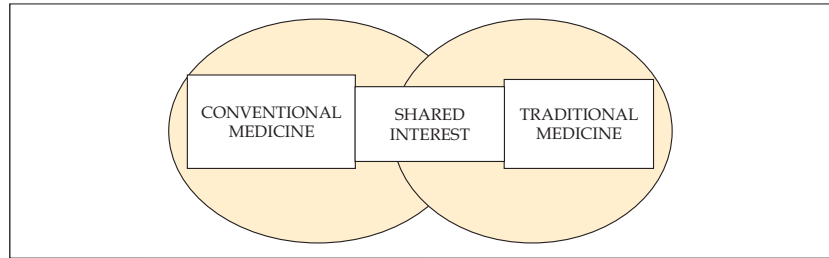 CONVENTIONAL
MEDICINE
SHARED
INTEREST
TRADITIONAL
MEDICINE